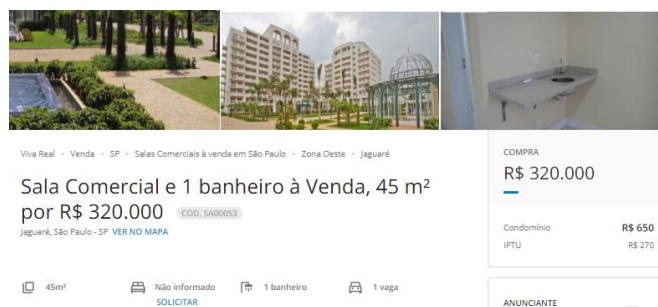 Viva Real - Venda - SP - Salas Comerciais à venda em São Paulo - Zona Oeste - Jaguaré
Sala Comercial e 1 banheiro à Venda, 45 m²
por R$ 320.000 COD. SA00053
Jaguaré, São Paulo - SP VER NO MAPA
45m² Não informado 1 banheiro 1 vaga
SOLICITAR
COMPRA
R$ 320.000
Condomínio R$ 650
IPTU R$ 270
ANUNCIANTE